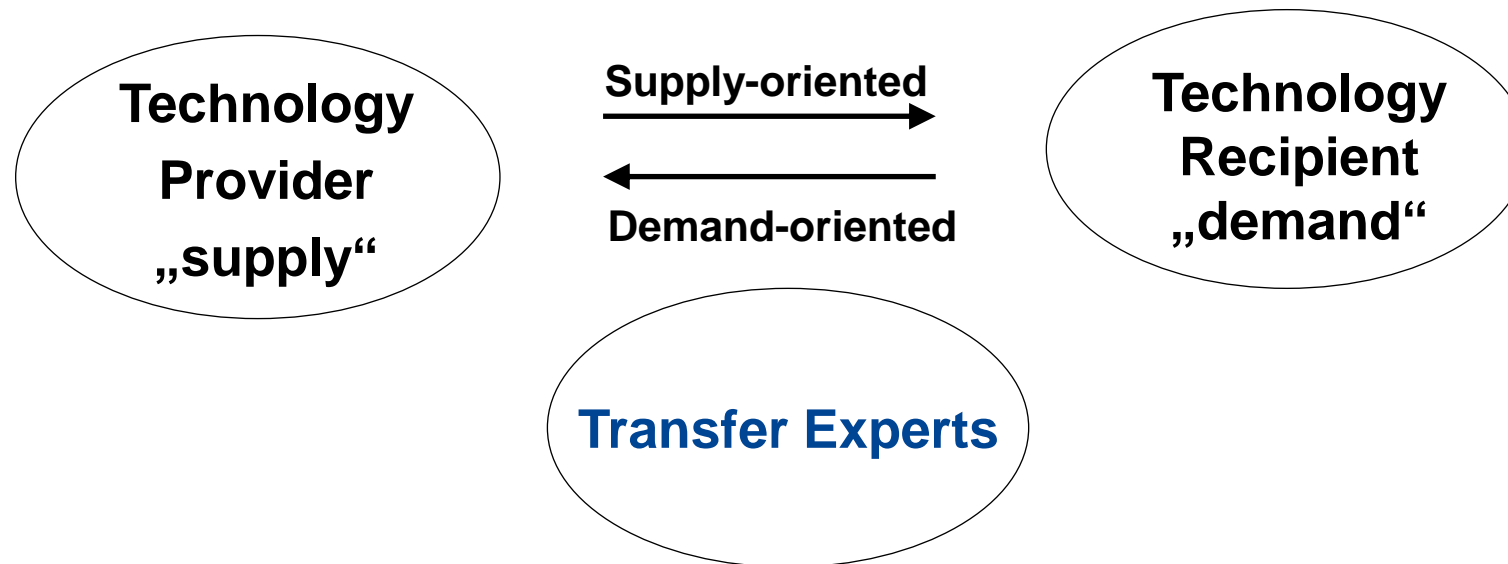 Technology
Provider
„supply“
Supply-oriented
Demand-oriented
Technology
Recipient
„demand“
Transfer Experts